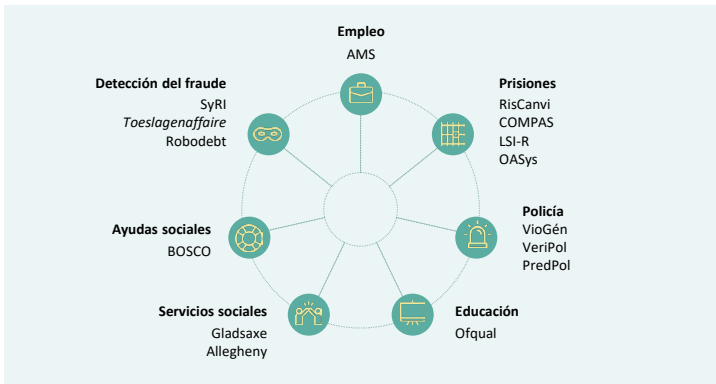 Empleo
AMS
Detección del fraude
SyRI
Toeslagenaffaire
Robodebt
Prisiones
RisCanvi
COMPAS
LSI-R
OASys
Ayudas sociales
BOSCO
Policía
VioGén
VeriPol
PredPol
Servicios sociales
Gladsaxe
Allegheny
Educación
Ofqual